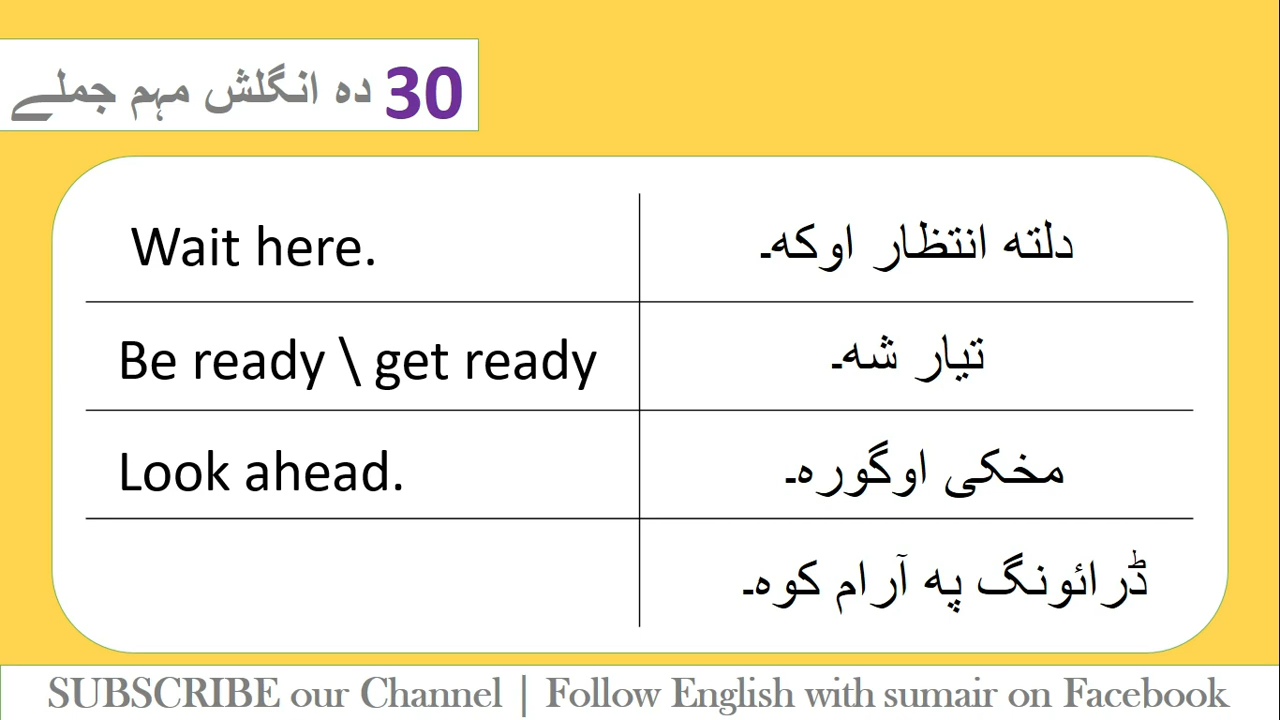 30 ده انگلش مہم جملے
Wait here.
دلته انتظار اوکه۔
Be ready \ get ready
تیار شه۔
Look ahead.
مخکی اوگوره۔
ڈرائونگ په آرام کوه۔
SUBSCRIBE our Channel | Follow English with sumair on Facebook